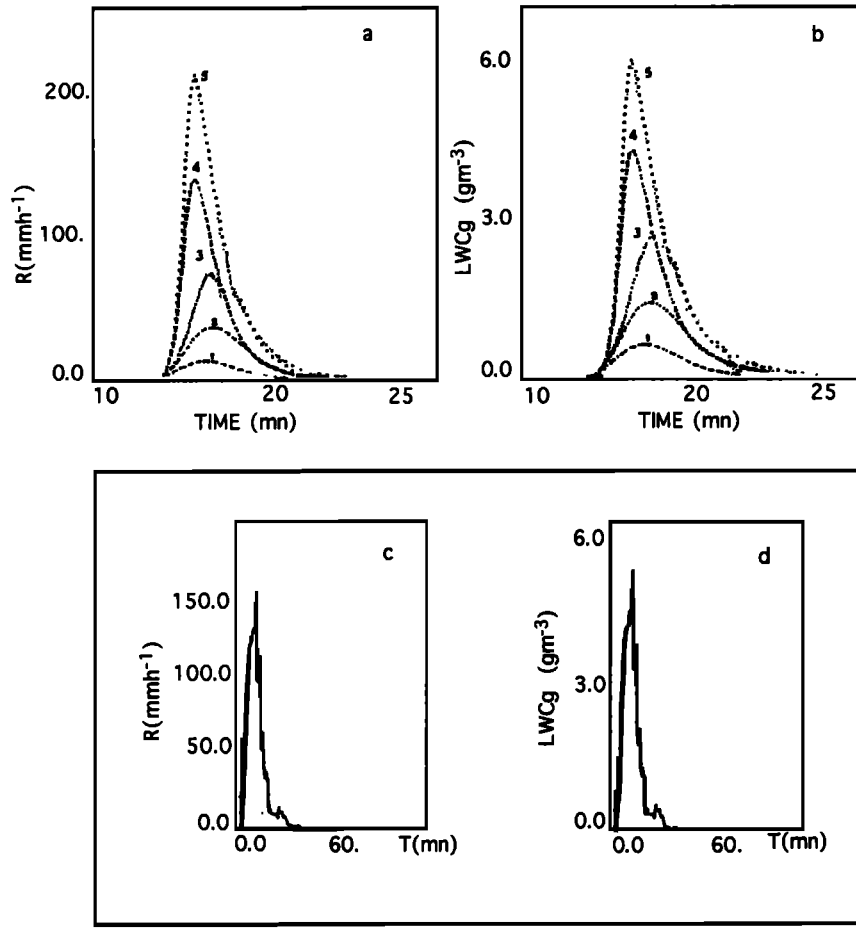 a
200.
100.
0.0
R(mmh⁻¹)
5
4
3
2
1
10 20 25
TIME (mn)
b
6.0
3.0
0.0
LWCg (gm⁻³)
5
4
3
2
1
10 20 25
TIME (mn)
c
150.0
100.0
50.0
0.0
R(mmh⁻¹)
0.0 60. T(mn)
d
6.0
3.0
0.0
LWCg (gm⁻³)
0.0 60. T(mn)